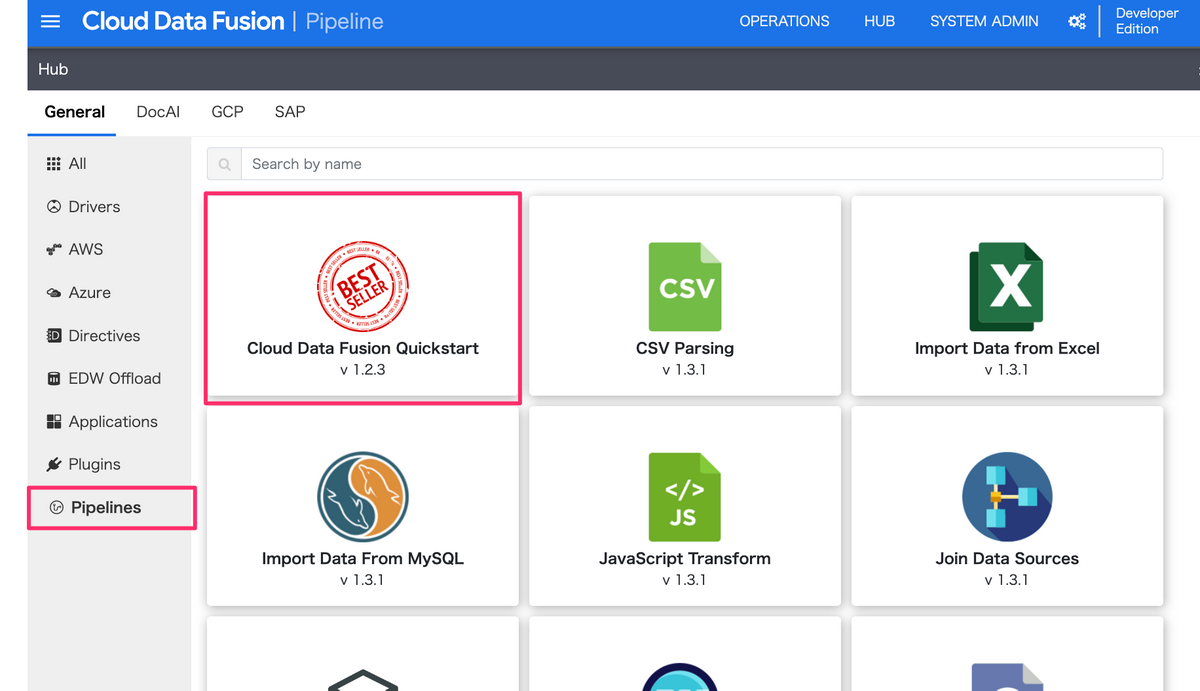 Cloud Data Fusion | Pipeline
OPERATIONS
HUB
SYSTEM ADMIN
Developer
Edition
Hub
General
DocAI
GCP
SAP
All
Drivers
AWS
Azure
Directives
EDW Offload
Applications
Plugins
Pipelines
Search by name
BEST
SELLER
Cloud Data Fusion Quickstart
v 1.2.3
CSV
CSV Parsing
v 1.3.1
X
Import Data from Excel
v 1.3.1
Import Data From MySQL
v 1.3.1
</>
JS
JavaScript Transform
v 1.3.1
Join Data Sources
v 1.3.1